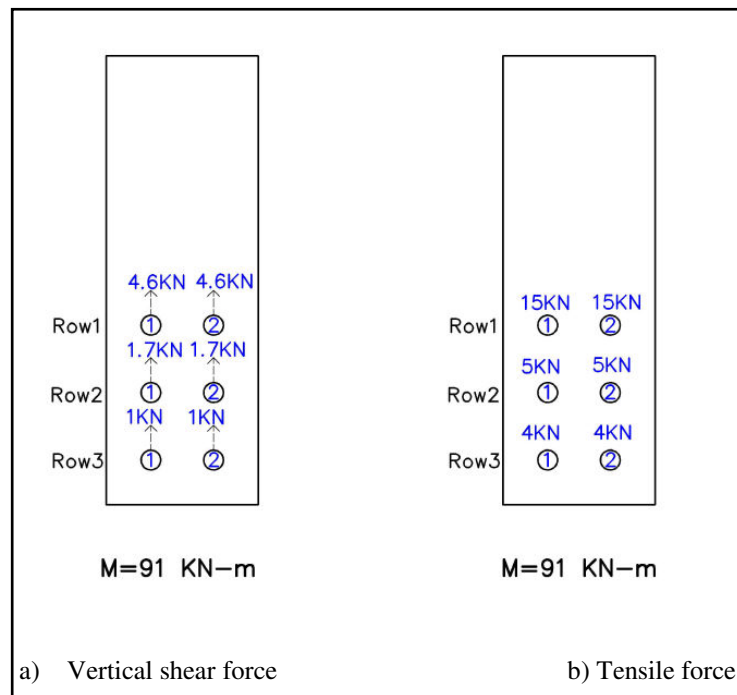 4.6KN 4.6KN
Row1 1 2
1.7KN 1.7KN
Row2 1 2
1KN 1KN
Row3 1 2
M=91 KN-m
a) Vertical shear force
15KN 15KN
Row1 1 2
5KN 5KN
Row2 1 2
4KN 4KN
Row3 1 2
M=91 KN-m
b) Tensile force